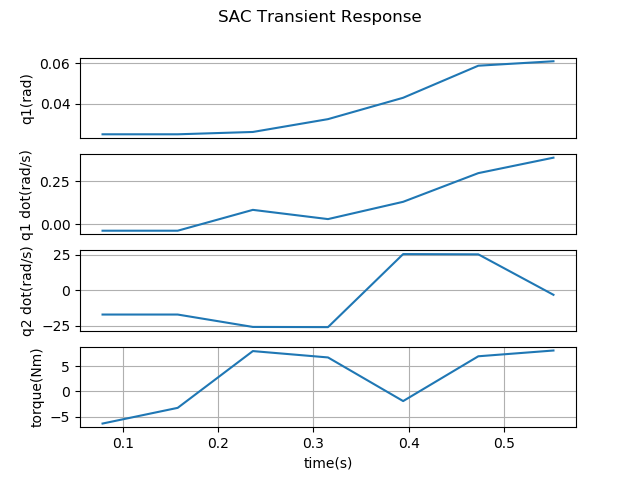 SAC Transient Response
q1(rad)
0.06
0.04
q1 dot(rad/s)
0.25
0.00
q2 dot(rad/s)
25
0
−25
torque(Nm)
5
0
−5
0.1 0.2 0.3 0.4 0.5
time(s)